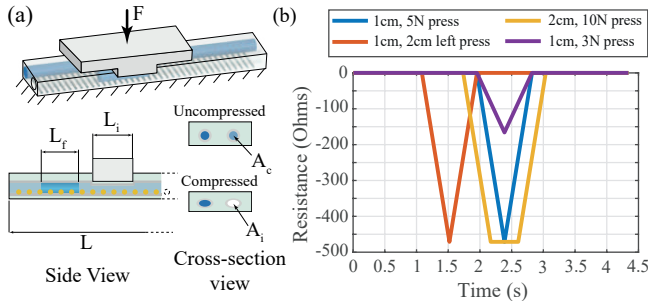 (a)
F
L_f
L_i
L
Side View
Uncompressed
A_c
Compressed
A_i
Cross-section
view
(b)
1cm, 5N press
1cm, 2cm left press
2cm, 10N press
1cm, 3N press
Resistance (Ohms)
0
-100
-200
-300
-400
-500
0 0.5 1 1.5 2 2.5 3 3.5 4 4.5
Time (s)